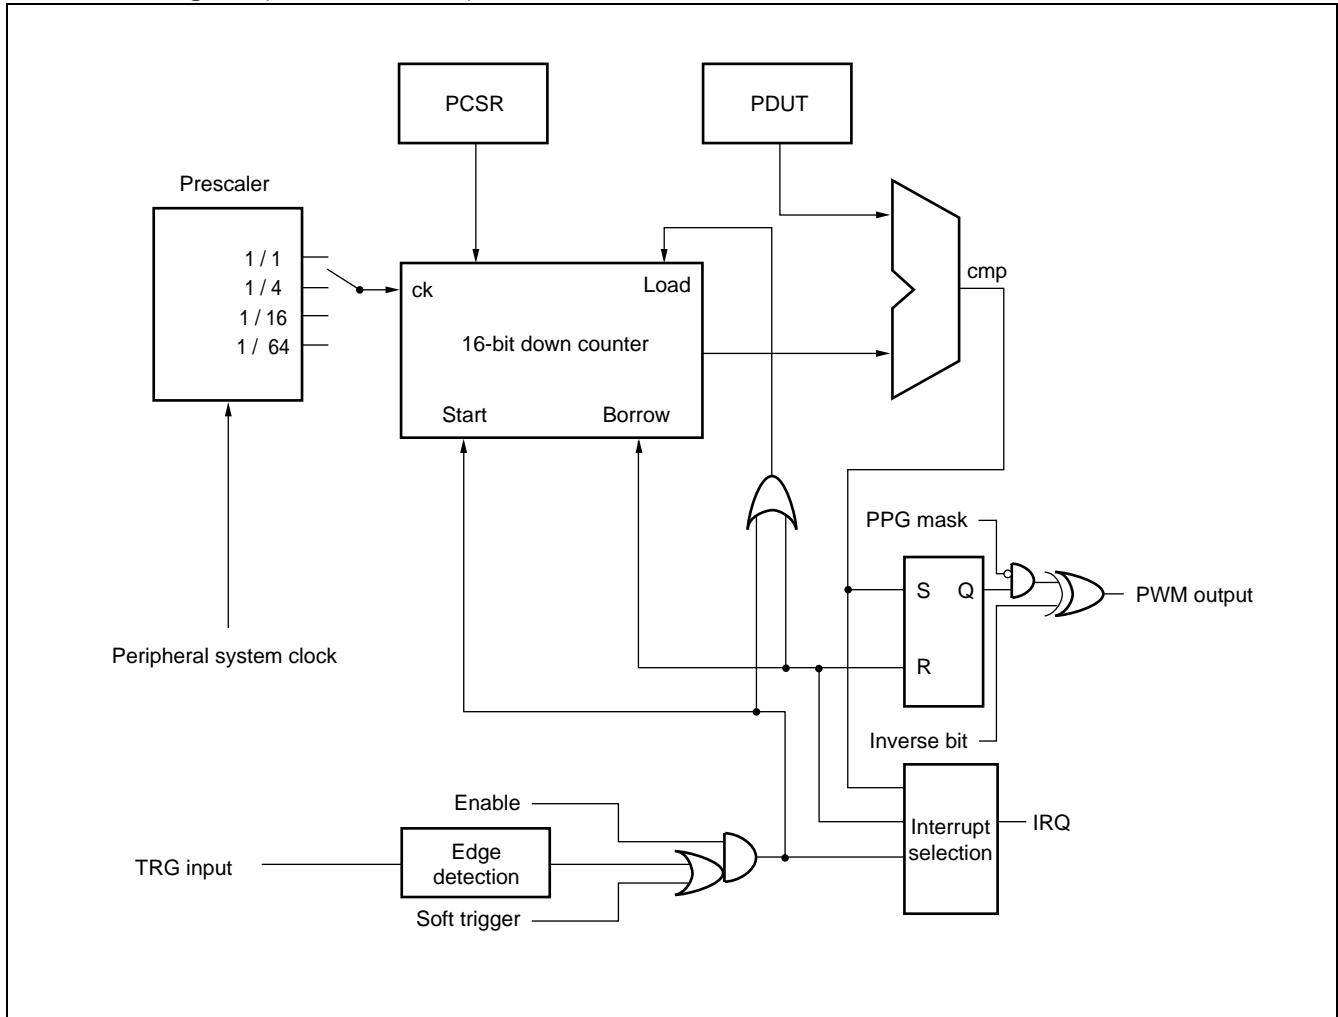 PCSR
PDUT
Prescaler
1 / 1
1 / 4
1 / 16
1 / 64
ck
Load
16-bit down counter
Start
Borrow
cmp
PPG mask
S
Q
R
PWM output
Peripheral system clock
Inverse bit
Enable
TRG input
Edge
detection
Soft trigger
Interrupt
selection
IRQ